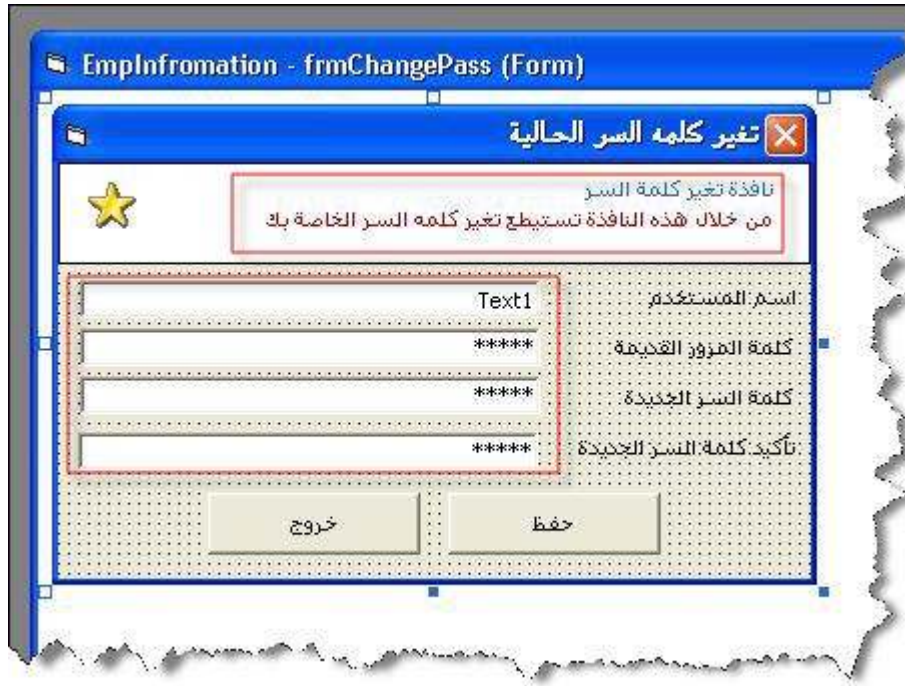 EmpInfromation - frmChangePass (Form)
تغير كلمه السر الحالية
نافذة تغير كلمة السر
من خلال هذه النافذة تستيطع تغير كلمه السر الخاصة بك
اسم المستخدم
Text1
كلمة المرور القديمة
*****
كلمة السر الجديدة
*****
تأكيد كلمة السر الجديدة
*****
حفظ
خروج